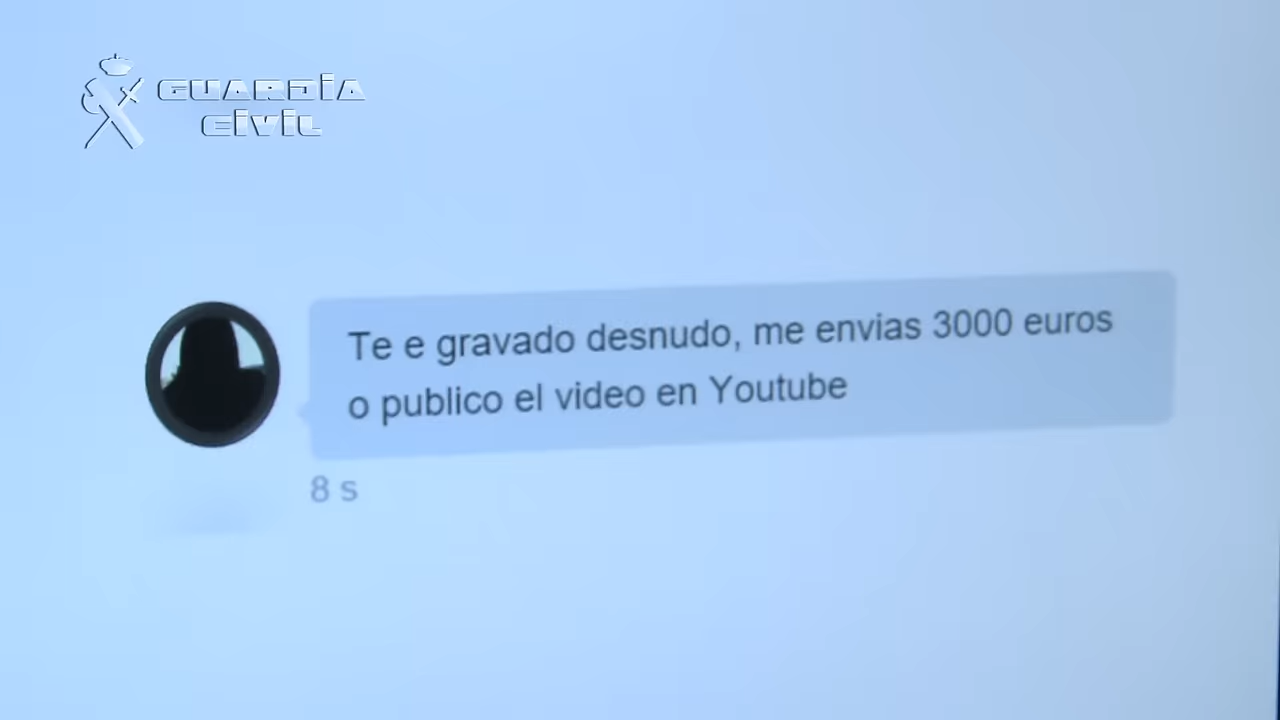 GUARDIA
CIVIL
Te e gravado desnudo, me envias 3000 euros
o publico el video en Youtube
8 s